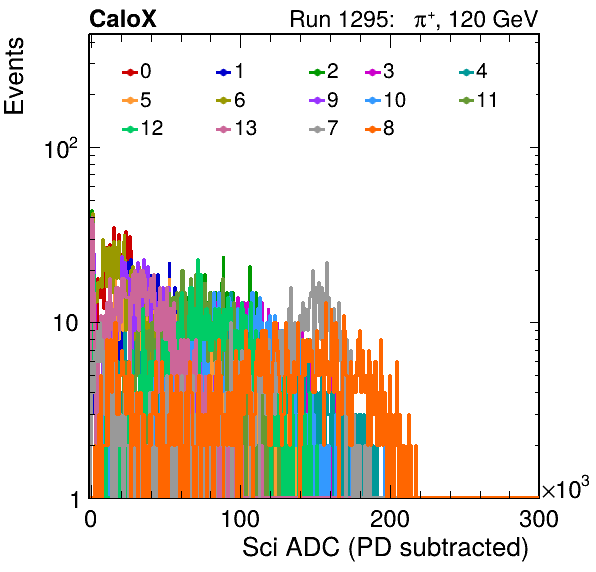 CaloX Run 1295: π⁺, 120 GeV
Events
0 1 2 3 4
5 6 9 10 11
12 13 7 8
10²
10
1
0 100 200 300
×10³
Sci ADC (PD subtracted)